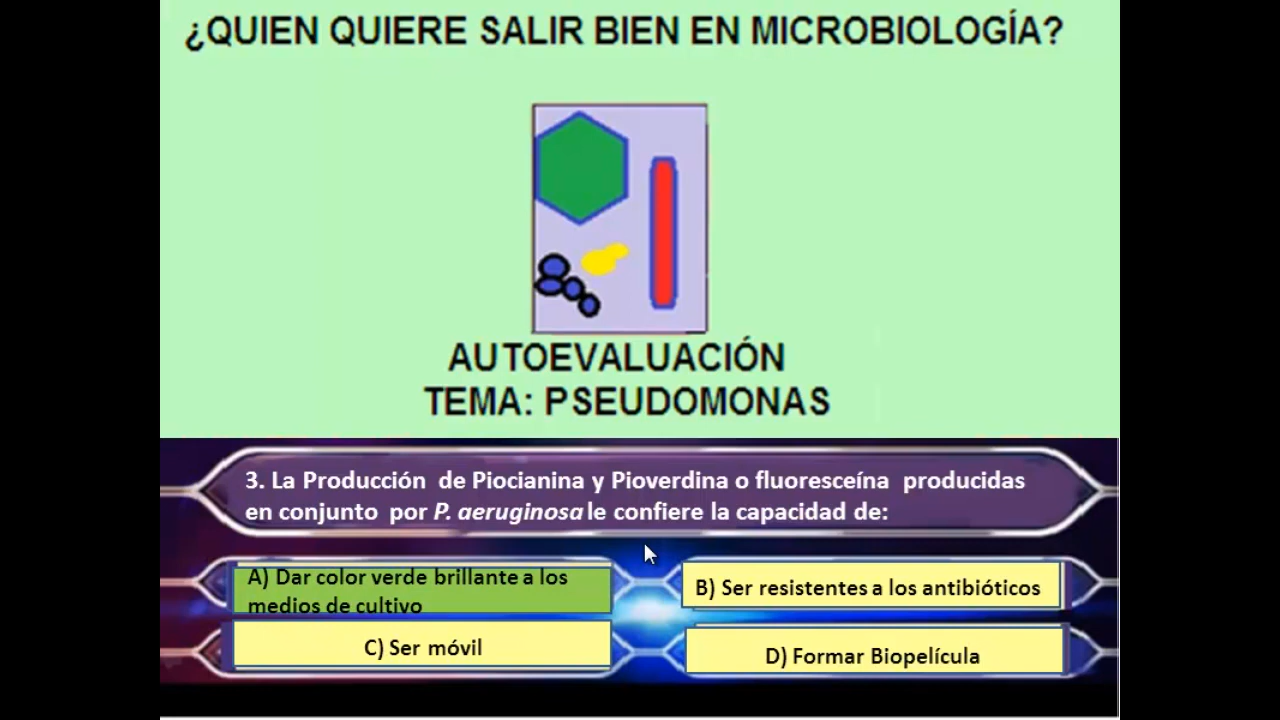 ¿QUIEN QUIERE SALIR BIEN EN MICROBIOLOGÍA?
AUTOEVALUACIÓN
TEMA: PSEUDOMONAS
3. La Producción de Piocianina y Pioverdina o fluoresceína producidas
en conjunto por P. aeruginosa le confiere la capacidad de:
A) Dar color verde brillante a los
medios de cultivo
B) Ser resistentes a los antibióticos
C) Ser móvil
D) Formar Biopelícula